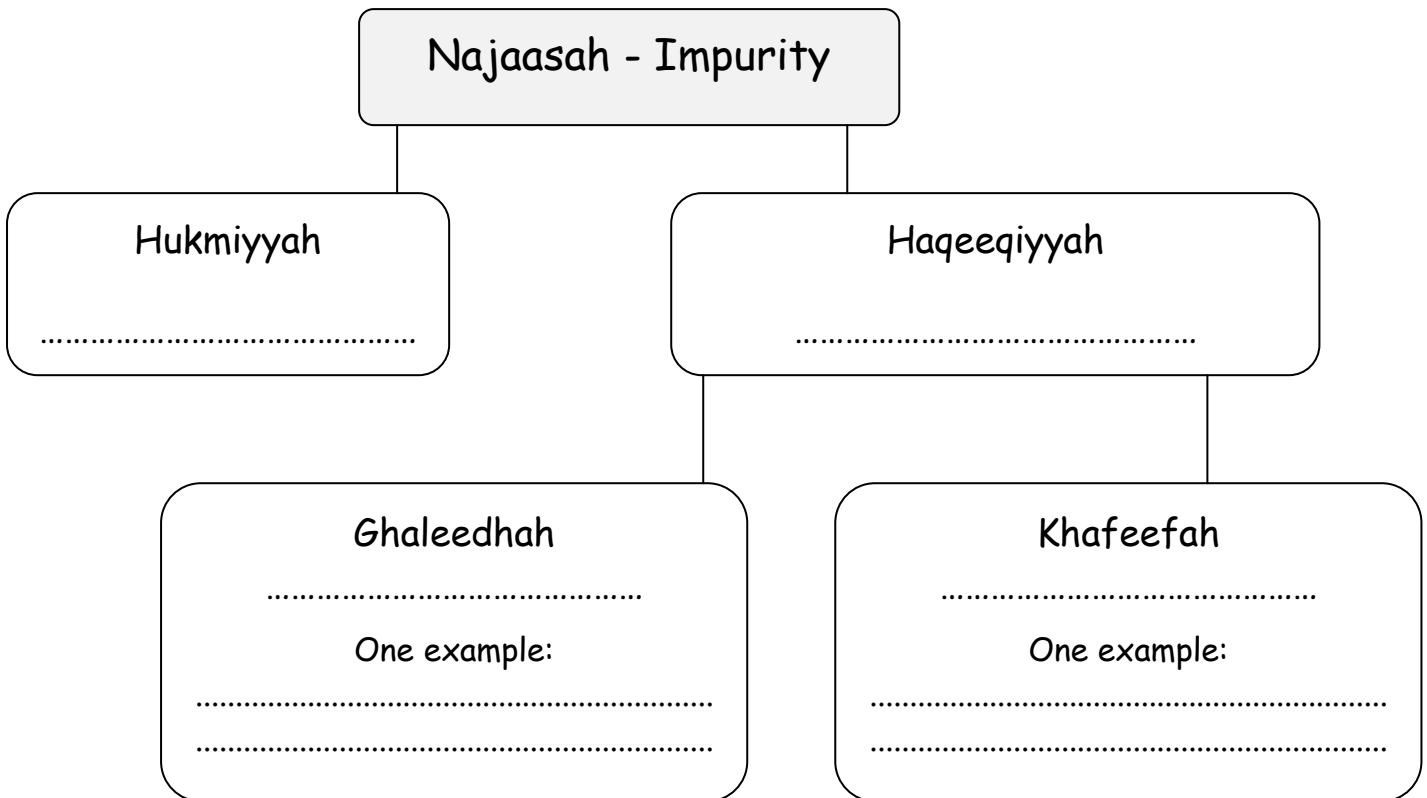 Najaasah - Impurity
Hukmiyyah
……………………………………
Haqeeqiyyah
………………………………………
Ghaleedhah
……………………………………
One example:
.................................................................
.................................................................
Khafeefah
……………………………………
One example:
.................................................................
.................................................................